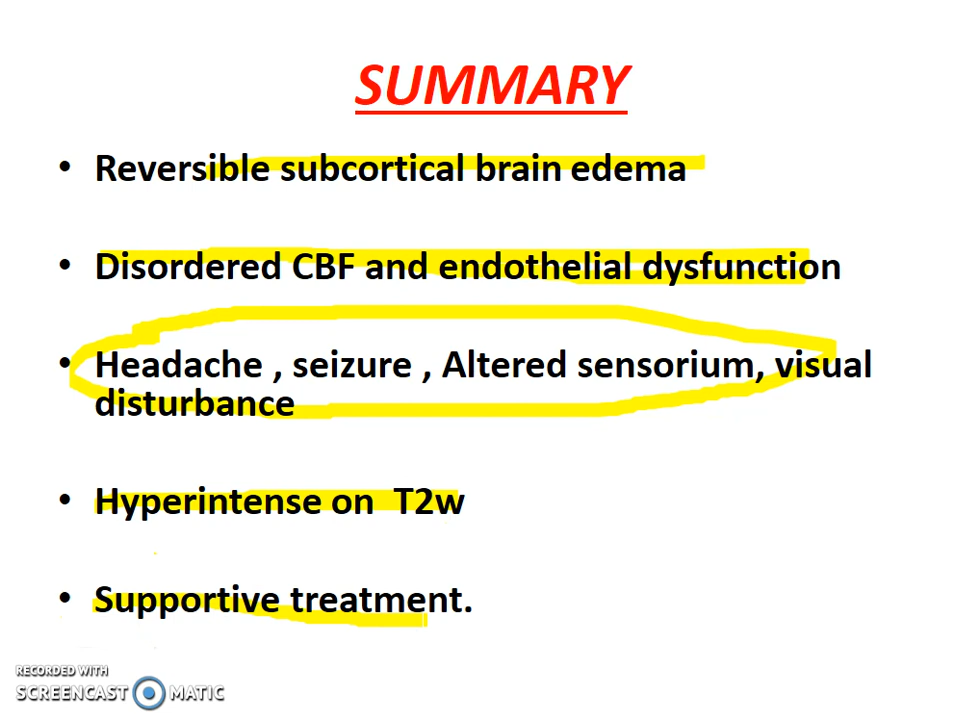 SUMMARY
• Reversible subcortical brain edema
• Disordered CBF and endothelial dysfunction
• Headache , seizure , Altered sensorium, visual
disturbance
• Hyperintense on T2w
• Supportive treatment.
RECORDED WITH
SCREENCAST MATIC